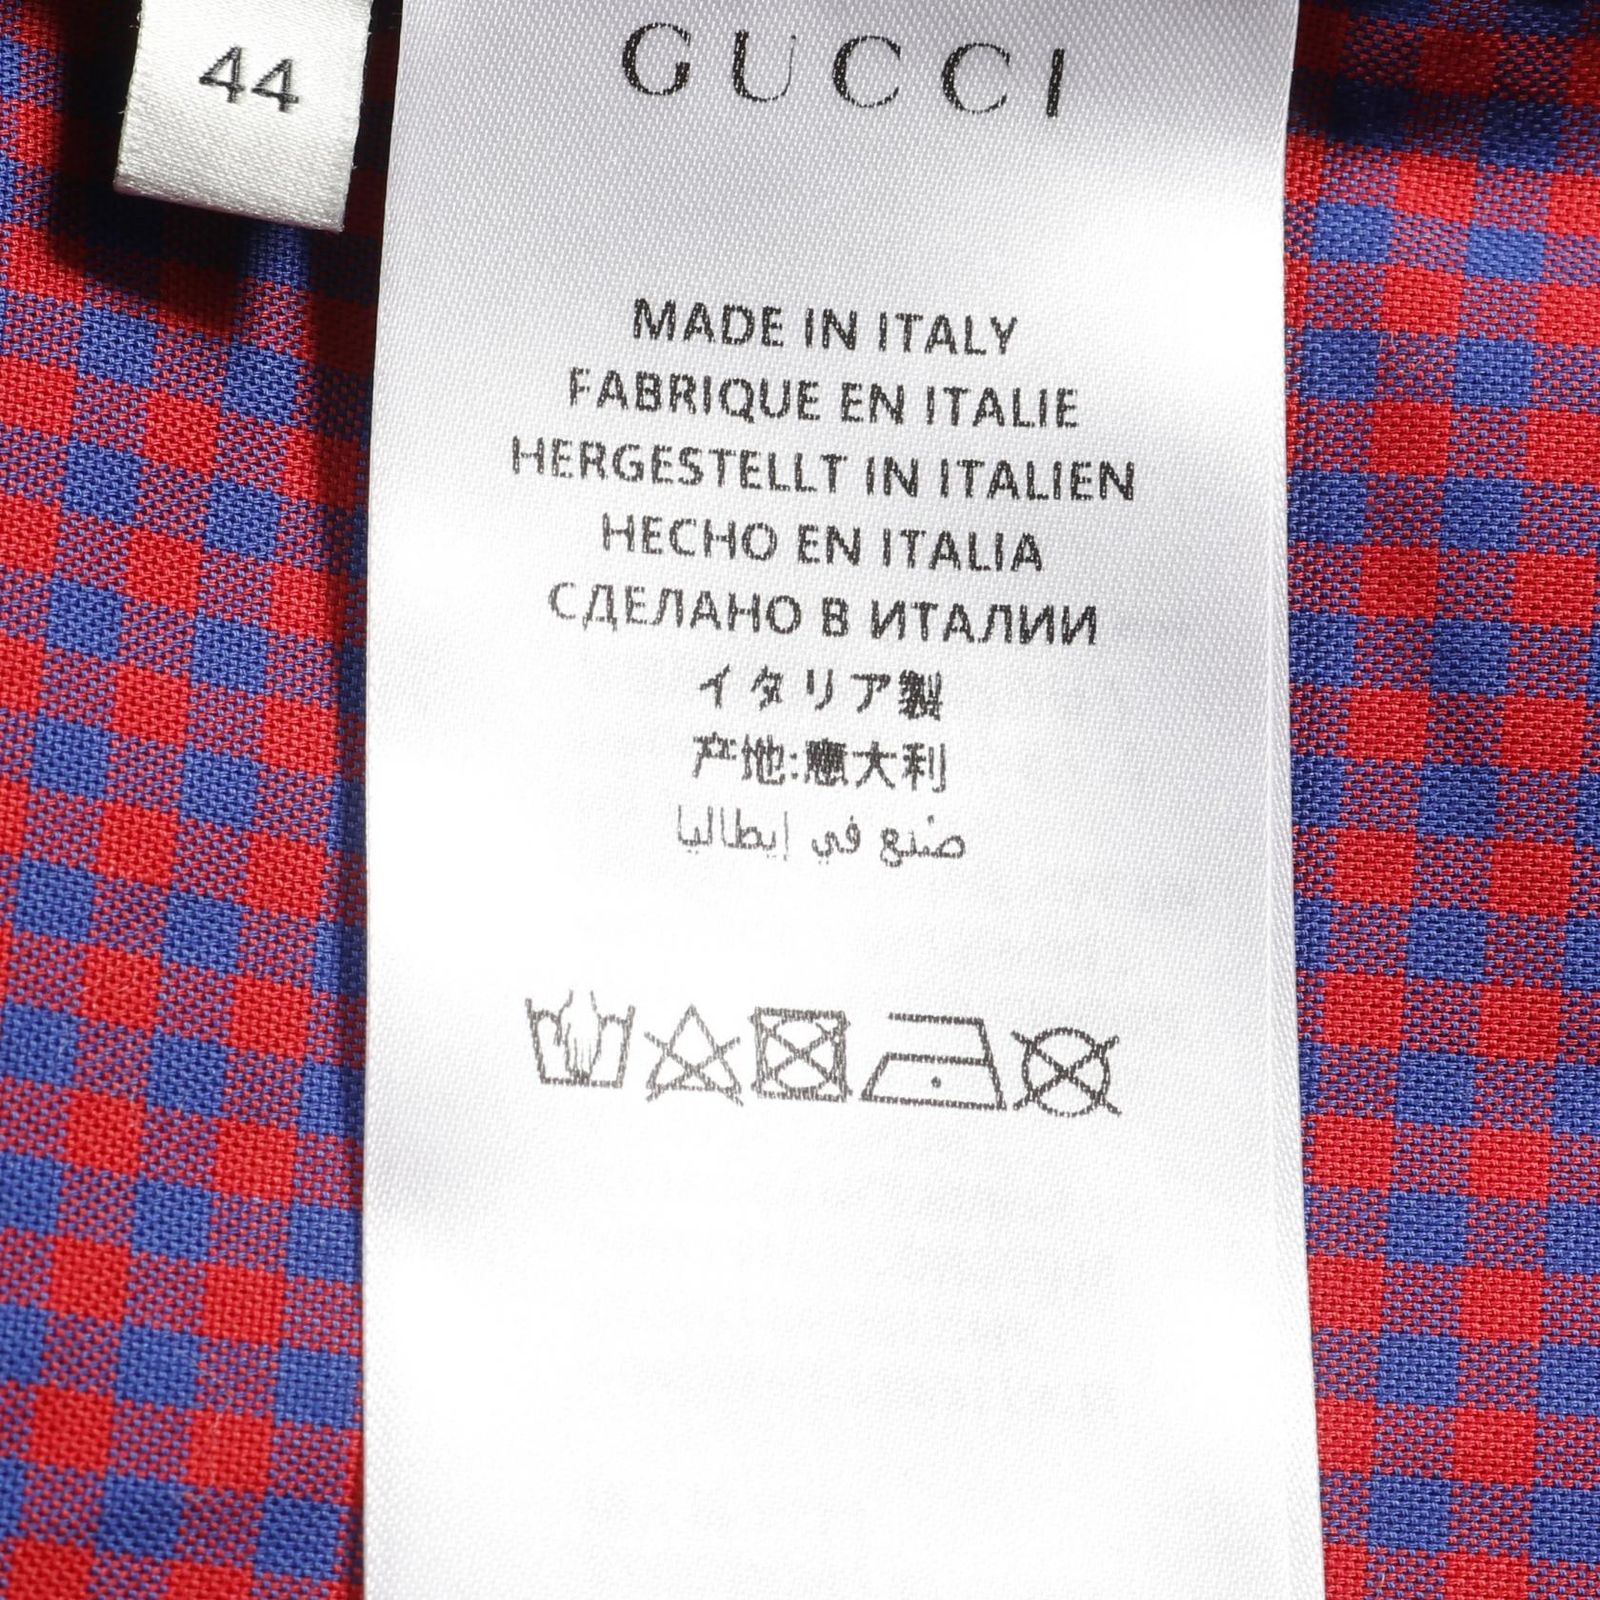 44
GUCCI
MADE IN ITALY
FABRIQUE EN ITALIE
HERGESTELLT IN ITALIEN
HECHO EN ITALIA
СДЕЛАНО В ИТАЛИИ
イタリア製
产地:意大利
صُنع في إيطاليا